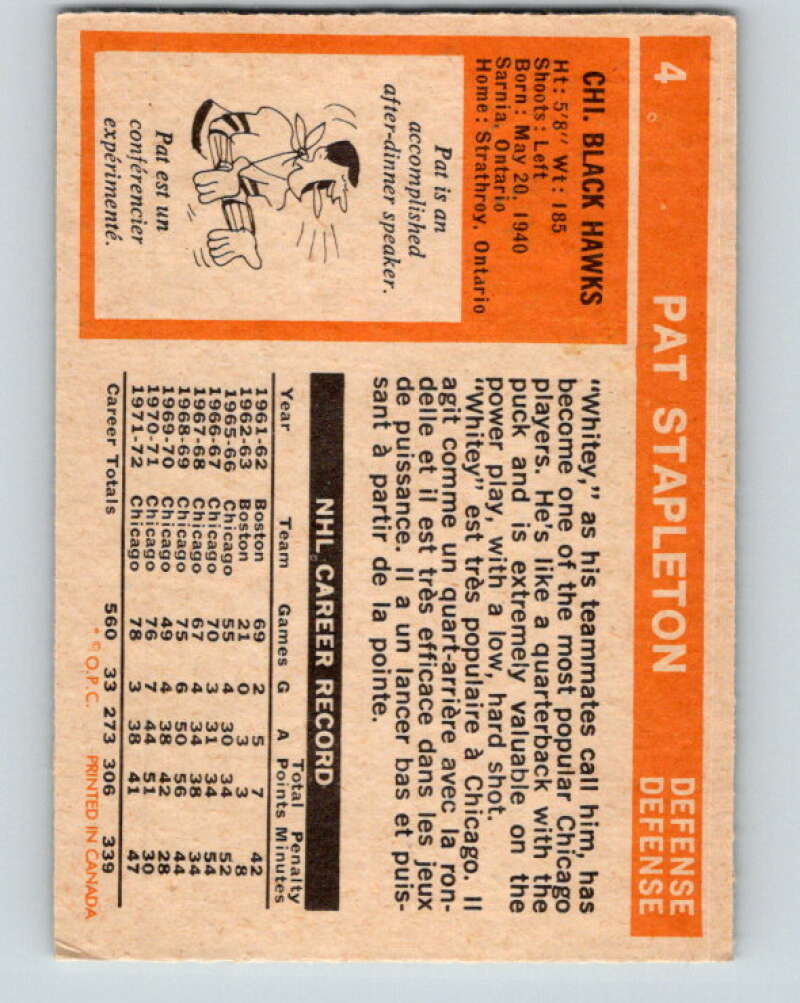 4
PAT STAPLETON
DEFENSE
DEFENSE
CHI. BLACK HAWKS
Ht: 5'8" Wt: 185
Shoots: Left
Born: May 20, 1940
Sarnia, Ontario
Home: Strathroy, Ontario
Pat is an
accomplished
after-dinner speaker.
Pat est un
conférencier
expérimenté.
"Whitey," as his teammates call him, has
become one of the most popular Chicago
players. He's like a quarterback with the
puck and is extremely valuable on the
power play, with a low, hard shot.
"Whitey" est très populaire à Chicago. Il
agit comme un quart-arrière avec la ron-
delle et il est très efficace dans les jeux
de puissance. Il a un lancer bas et puis-
sant à partir de la pointe.
NHL CAREER RECORD
Total Penalty
Year Team Games G A Points Minutes
1961-62 Boston 69 2 5 7 42
1962-63 Boston 21 0 3 3 8
1965-66 Chicago 55 4 30 34 52
1966-67 Chicago 70 3 31 34 54
1967-68 Chicago 67 4 34 38 34
1968-69 Chicago 75 6 50 56 44
1969-70 Chicago 49 4 38 42 28
1970-71 Chicago 76 7 44 51 30
1971-72 Chicago 78 3 38 41 47
Career Totals 560 33 273 306 339
* © O.P.C. PRINTED IN CANADA